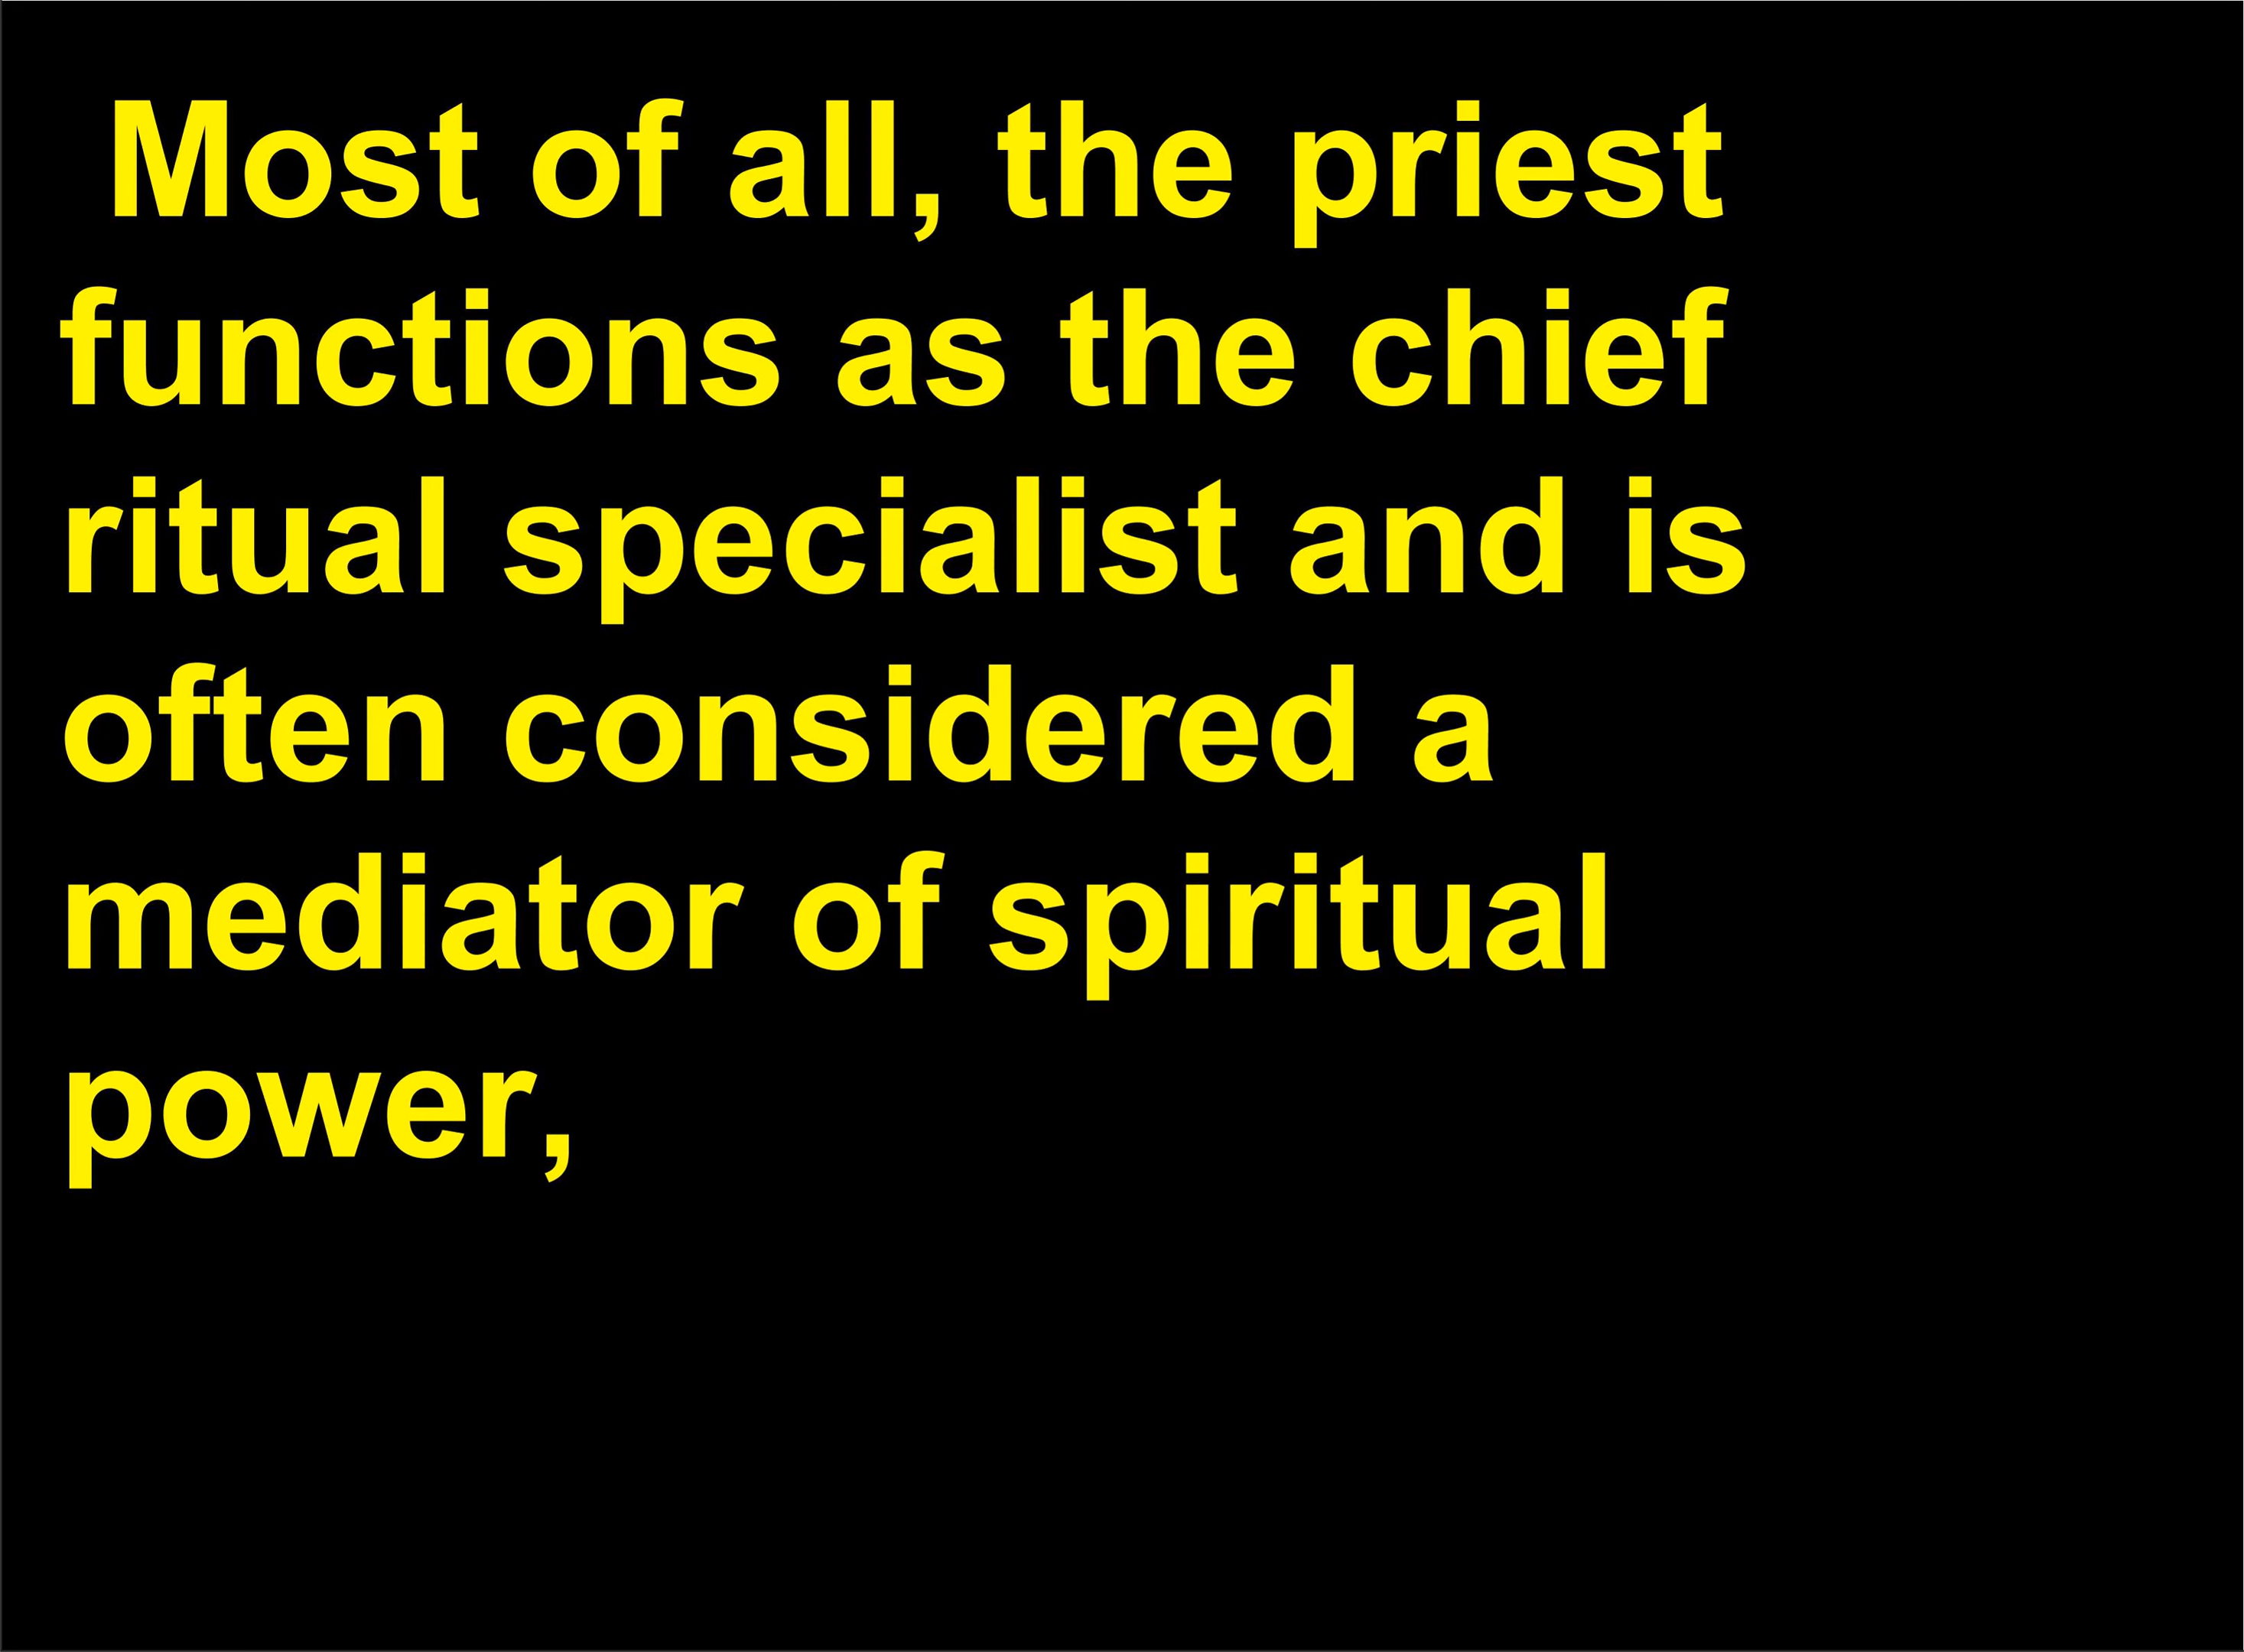 Most of all, the priest
functions as the chief
ritual specialist and is
often considered a
mediator of spiritual
power,